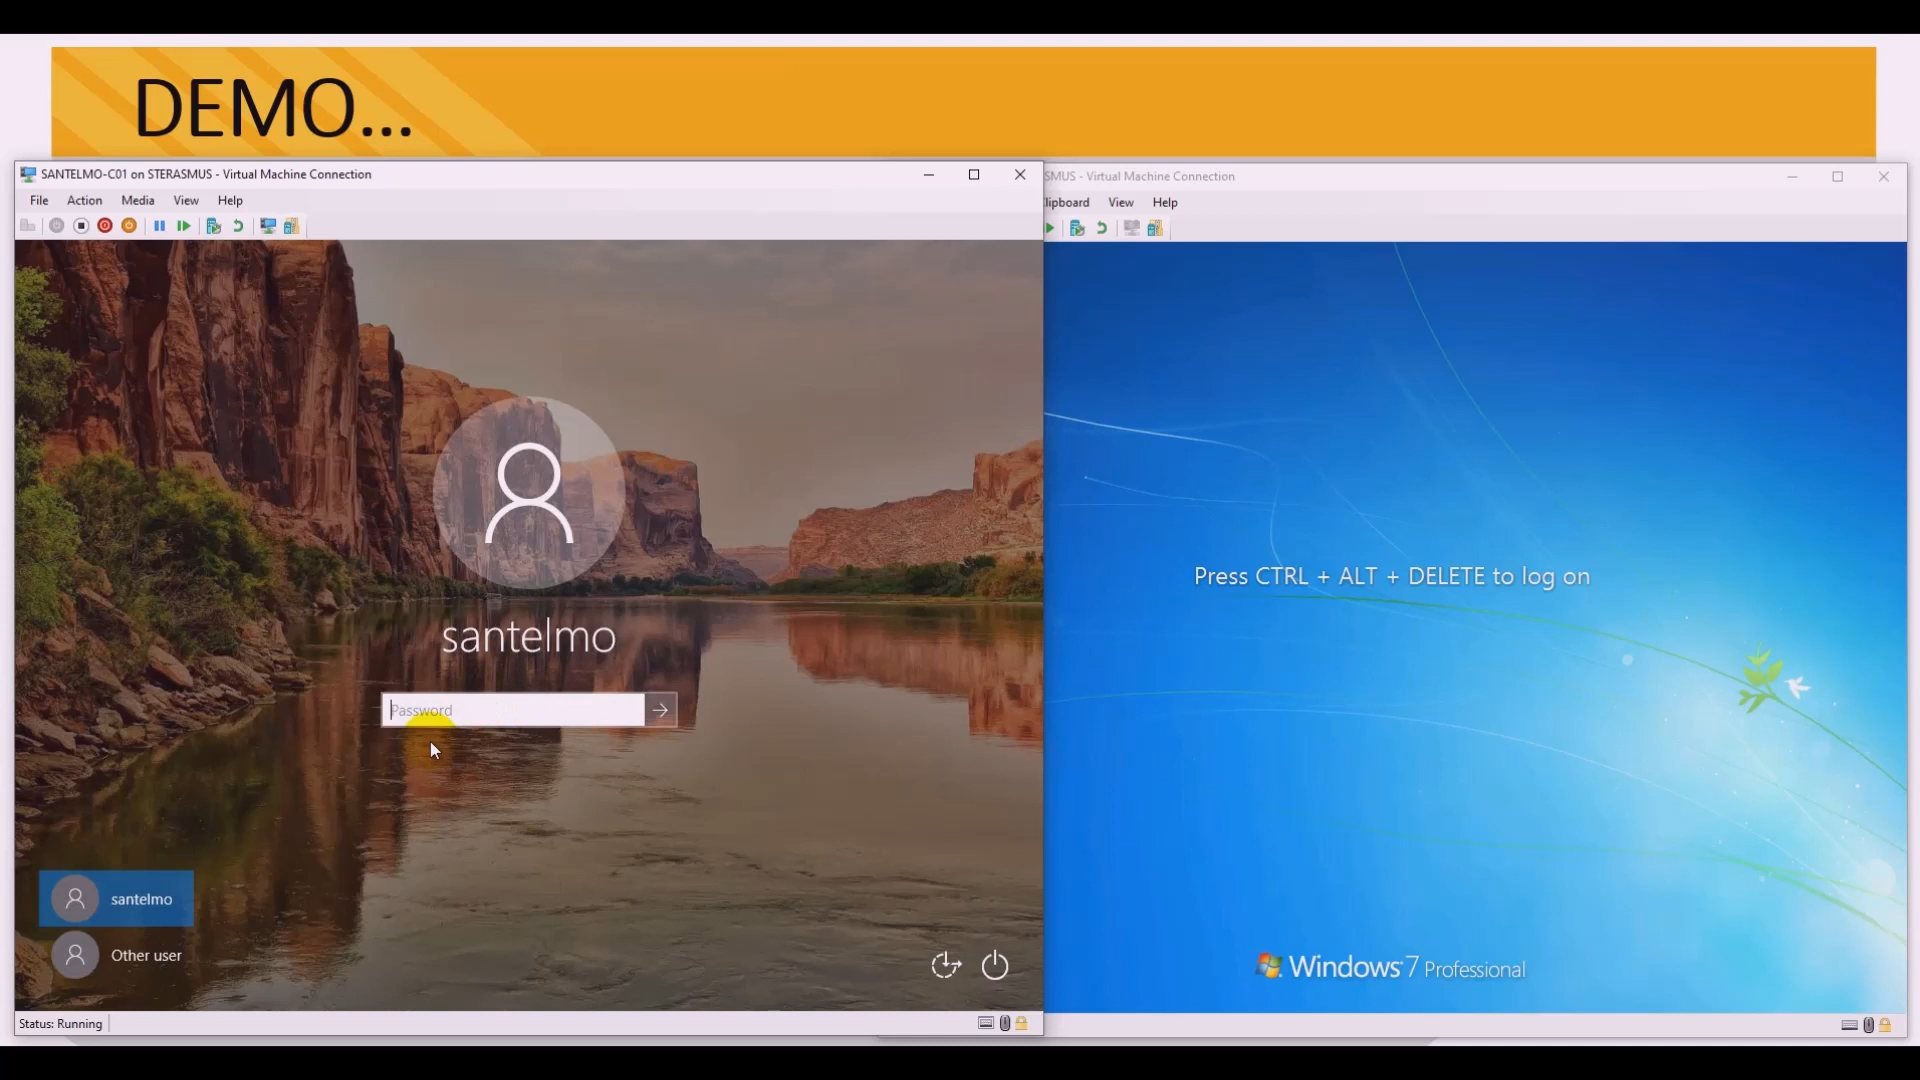 DEMO...
SANTELMO-C01 on STERASMUS - Virtual Machine Connection
File Action Media View Help
santelmo
Password
santelmo
Other user
Status: Running
SMUS - Virtual Machine Connection
lipboard View Help
Press CTRL + ALT + DELETE to log on
Windows 7 Professional